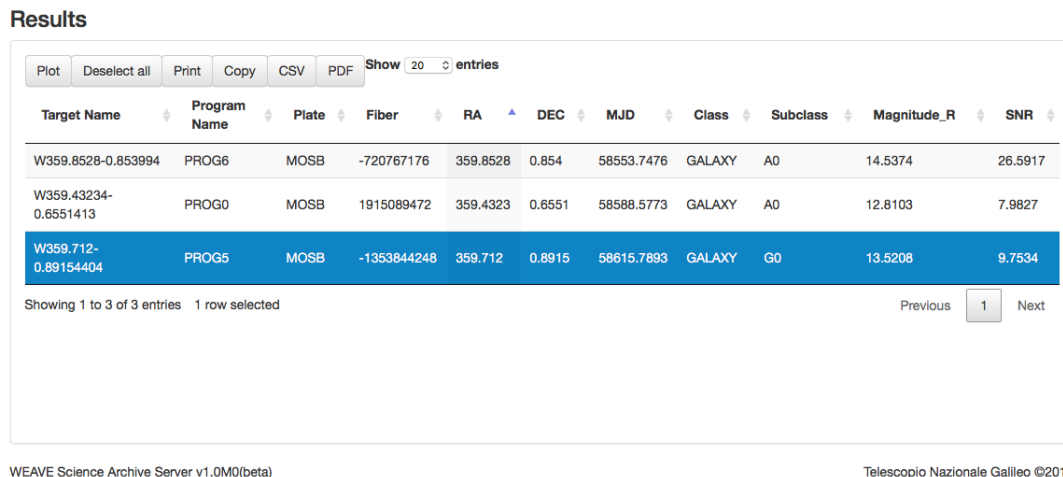 Results
Plot Deselect all Print Copy CSV PDF Show 20 entries
Target Name Program Name Plate Fiber RA DEC MJD Class Subclass Magnitude_R SNR
W359.8528-0.853994 PROG6 MOSB -720767176 359.8528 0.854 58553.7476 GALAXY A0 14.5374 26.5917
W359.43234-
0.6551413 PROG0 MOSB 1915089472 359.4323 0.6551 58588.5773 GALAXY A0 12.8103 7.9827
W359.712-
0.89154404 PROG5 MOSB -1353844248 359.712 0.8915 58615.7893 GALAXY G0 13.5208 9.7534
Showing 1 to 3 of 3 entries 1 row selected Previous 1 Next
WEAVE Science Archive Server v1.0M0(beta) Telescopio Nazionale Galileo ©201